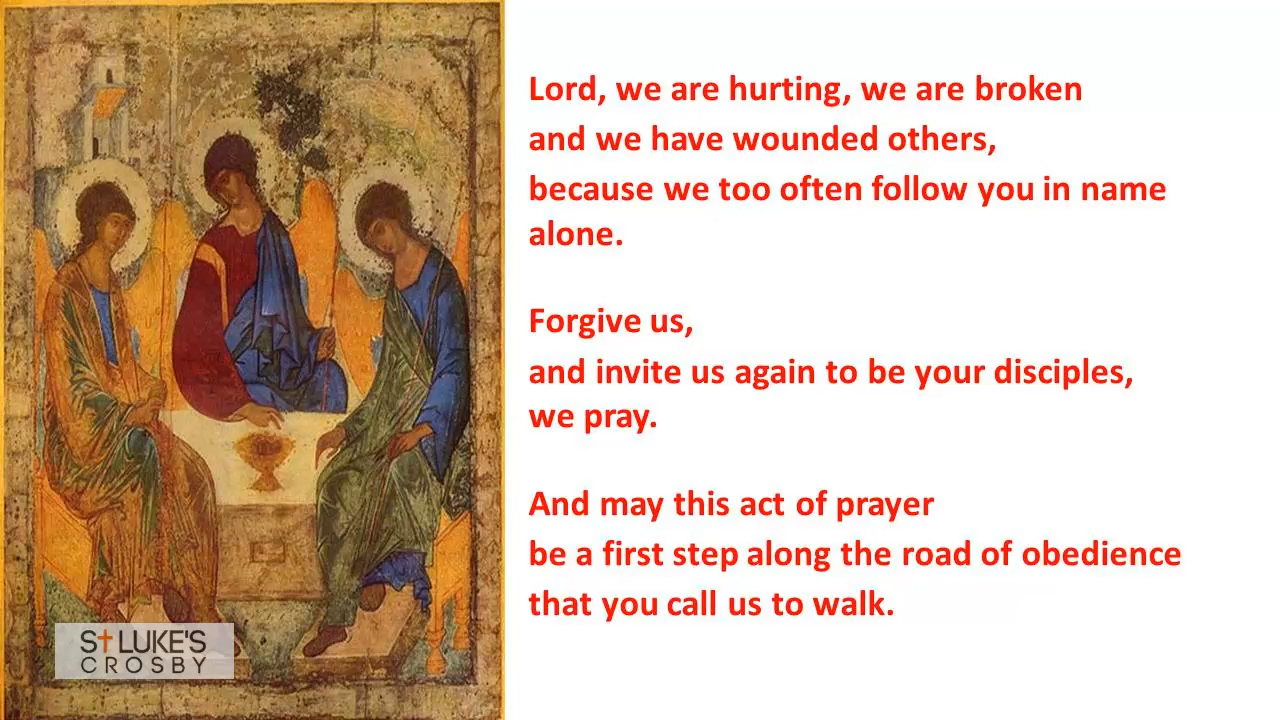 Lord, we are hurting, we are broken
and we have wounded others,
because we too often follow you in name
alone.
Forgive us,
and invite us again to be your disciples,
we pray.
And may this act of prayer
be a first step along the road of obedience
that you call us to walk.
ST LUKE'S
CROSBY